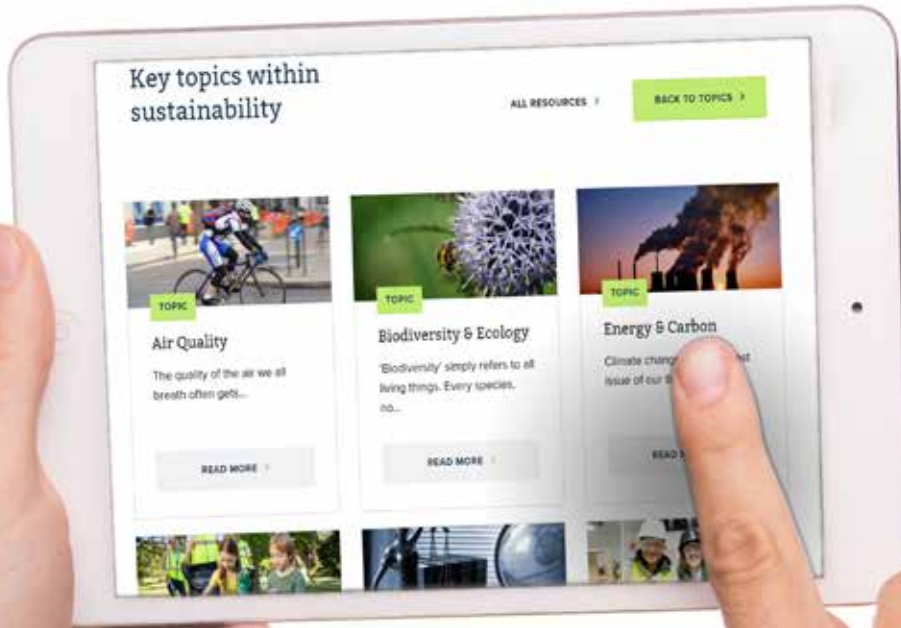 Key topics within
sustainability
ALL RESOURCES >
BACK TO TOPICS >
TOPIC
Air Quality
The quality of the air we all
breath often gets...
READ MORE >
TOPIC
Biodiversity & Ecology
'Biodiversity' simply refers to all
living things. Every species,
no...
READ MORE >
TOPIC
Energy & Carbon
Climate change
issue of our
READ